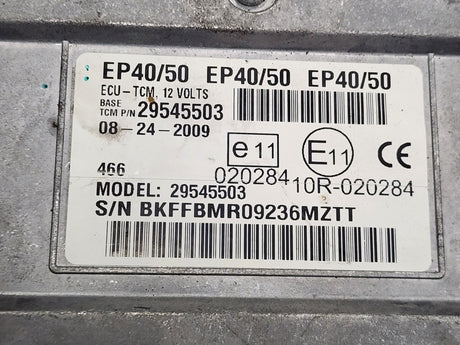 EP40/50 EP40/50 EP40/50
ECU-TCM. 12 VOLTS
BASE
TCM P/N 29545503
08-24-2009
e11 E11 CE
466 020284 10R-020284
MODEL: 29545503
S/N BKFFBMR09236MZTT